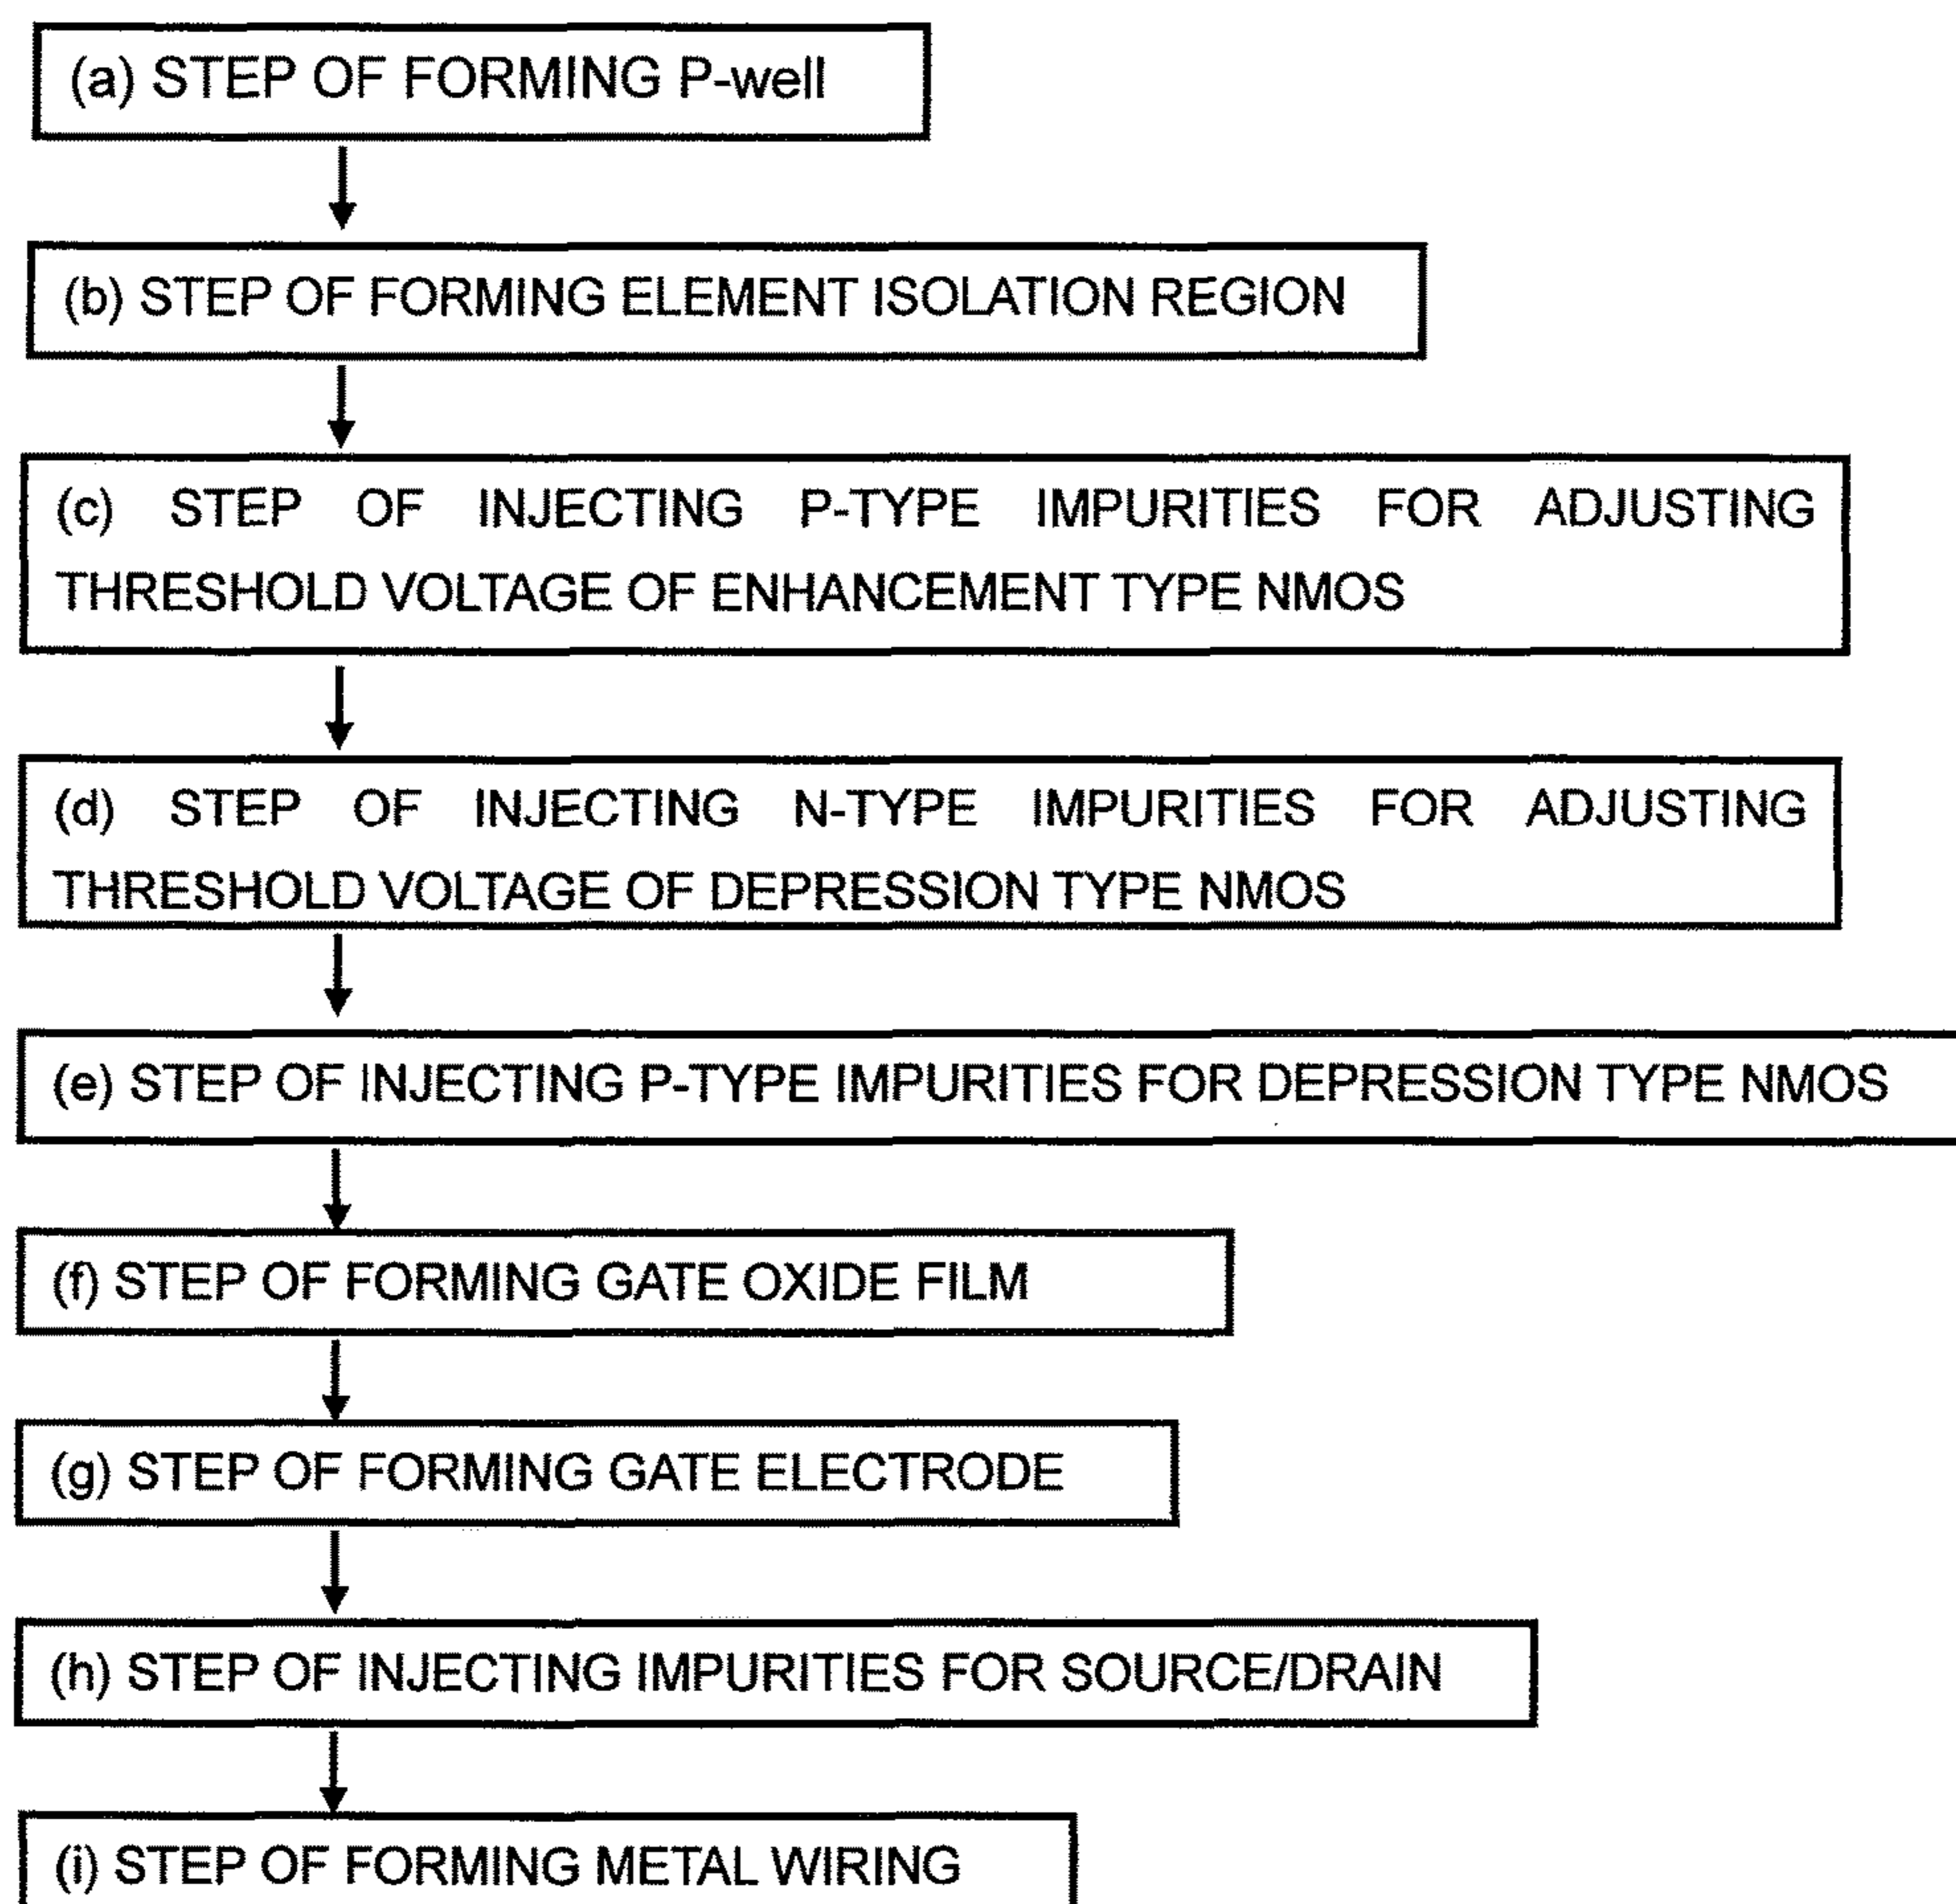 (a) STEP OF FORMING P-well
(b) STEP OF FORMING ELEMENT ISOLATION REGION
(c) STEP OF INJECTING P-TYPE IMPURITIES FOR ADJUSTING
THRESHOLD VOLTAGE OF ENHANCEMENT TYPE NMOS
(d) STEP OF INJECTING N-TYPE IMPURITIES FOR ADJUSTING
THRESHOLD VOLTAGE OF DEPRESSION TYPE NMOS
(e) STEP OF INJECTING P-TYPE IMPURITIES FOR DEPRESSION TYPE NMOS
(f) STEP OF FORMING GATE OXIDE FILM
(g) STEP OF FORMING GATE ELECTRODE
(h) STEP OF INJECTING IMPURITIES FOR SOURCE/DRAIN
(i) STEP OF FORMING METAL WIRING